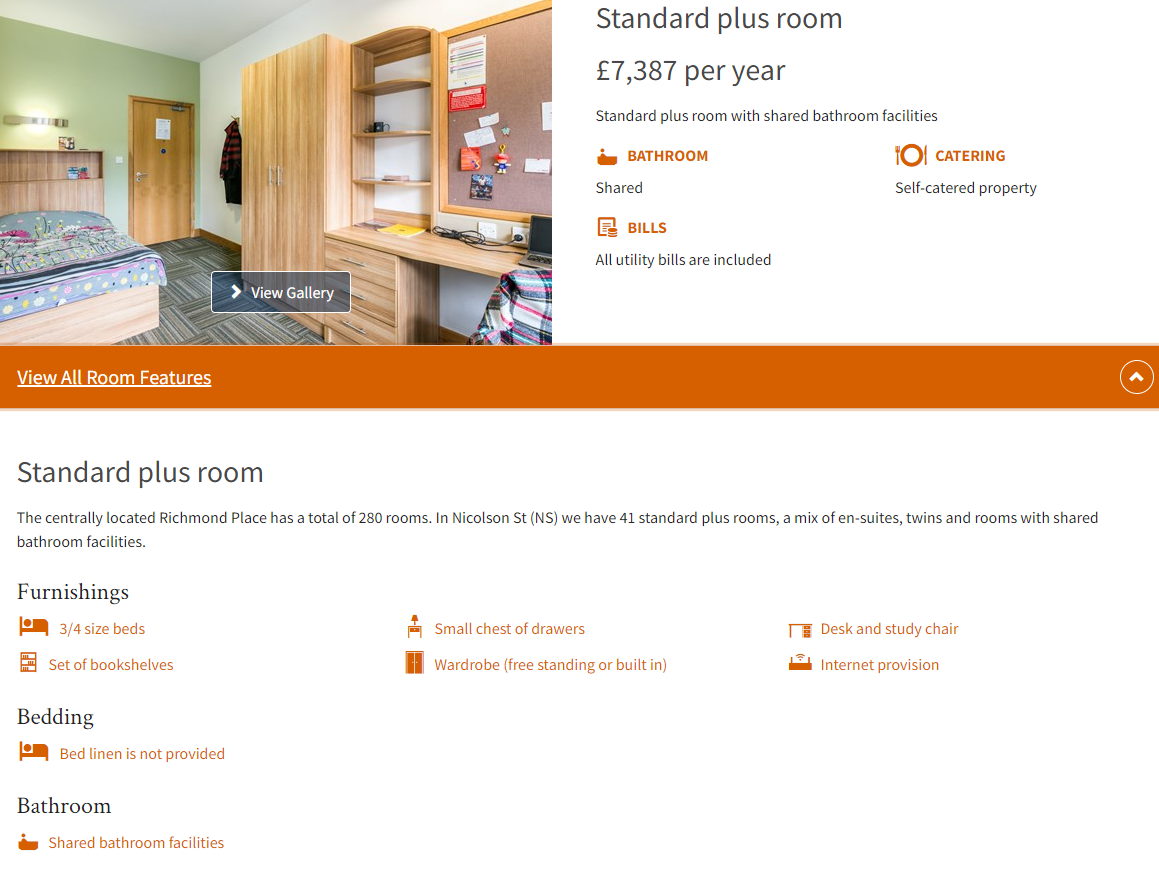 Standard plus room
£7,387 per year
Standard plus room with shared bathroom facilities
BATHROOM
CATERING
Shared
Self-catered property
BILLS
All utility bills are included
View Gallery
View All Room Features
Standard plus room
The centrally located Richmond Place has a total of 280 rooms. In Nicolson St (NS) we have 41 standard plus rooms, a mix of en-suites, twins and rooms with shared
bathroom facilities.
Furnishings
3/4 size beds
Small chest of drawers
Desk and study chair
Set of bookshelves
Wardrobe (free standing or built in)
Internet provision
Bedding
Bed linen is not provided
Bathroom
Shared bathroom facilities